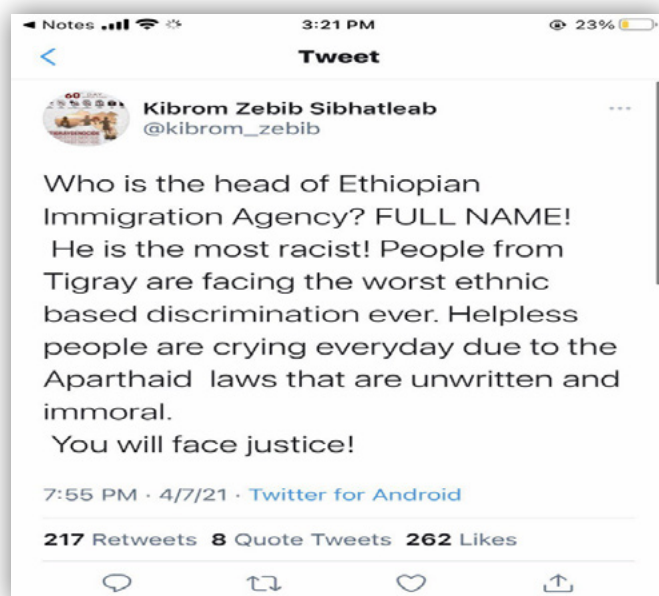 Notes 3:21 PM 23%
Tweet
60 DAY
Kibrom Zebib Sibhatleab
@kibrom_zebib
Who is the head of Ethiopian
Immigration Agency? FULL NAME!
He is the most racist! People from
Tigray are facing the worst ethnic
based discrimination ever. Helpless
people are crying everyday due to the
Aparthaid laws that are unwritten and
immoral.
You will face justice!
7:55 PM · 4/7/21 · Twitter for Android
217 Retweets 8 Quote Tweets 262 Likes